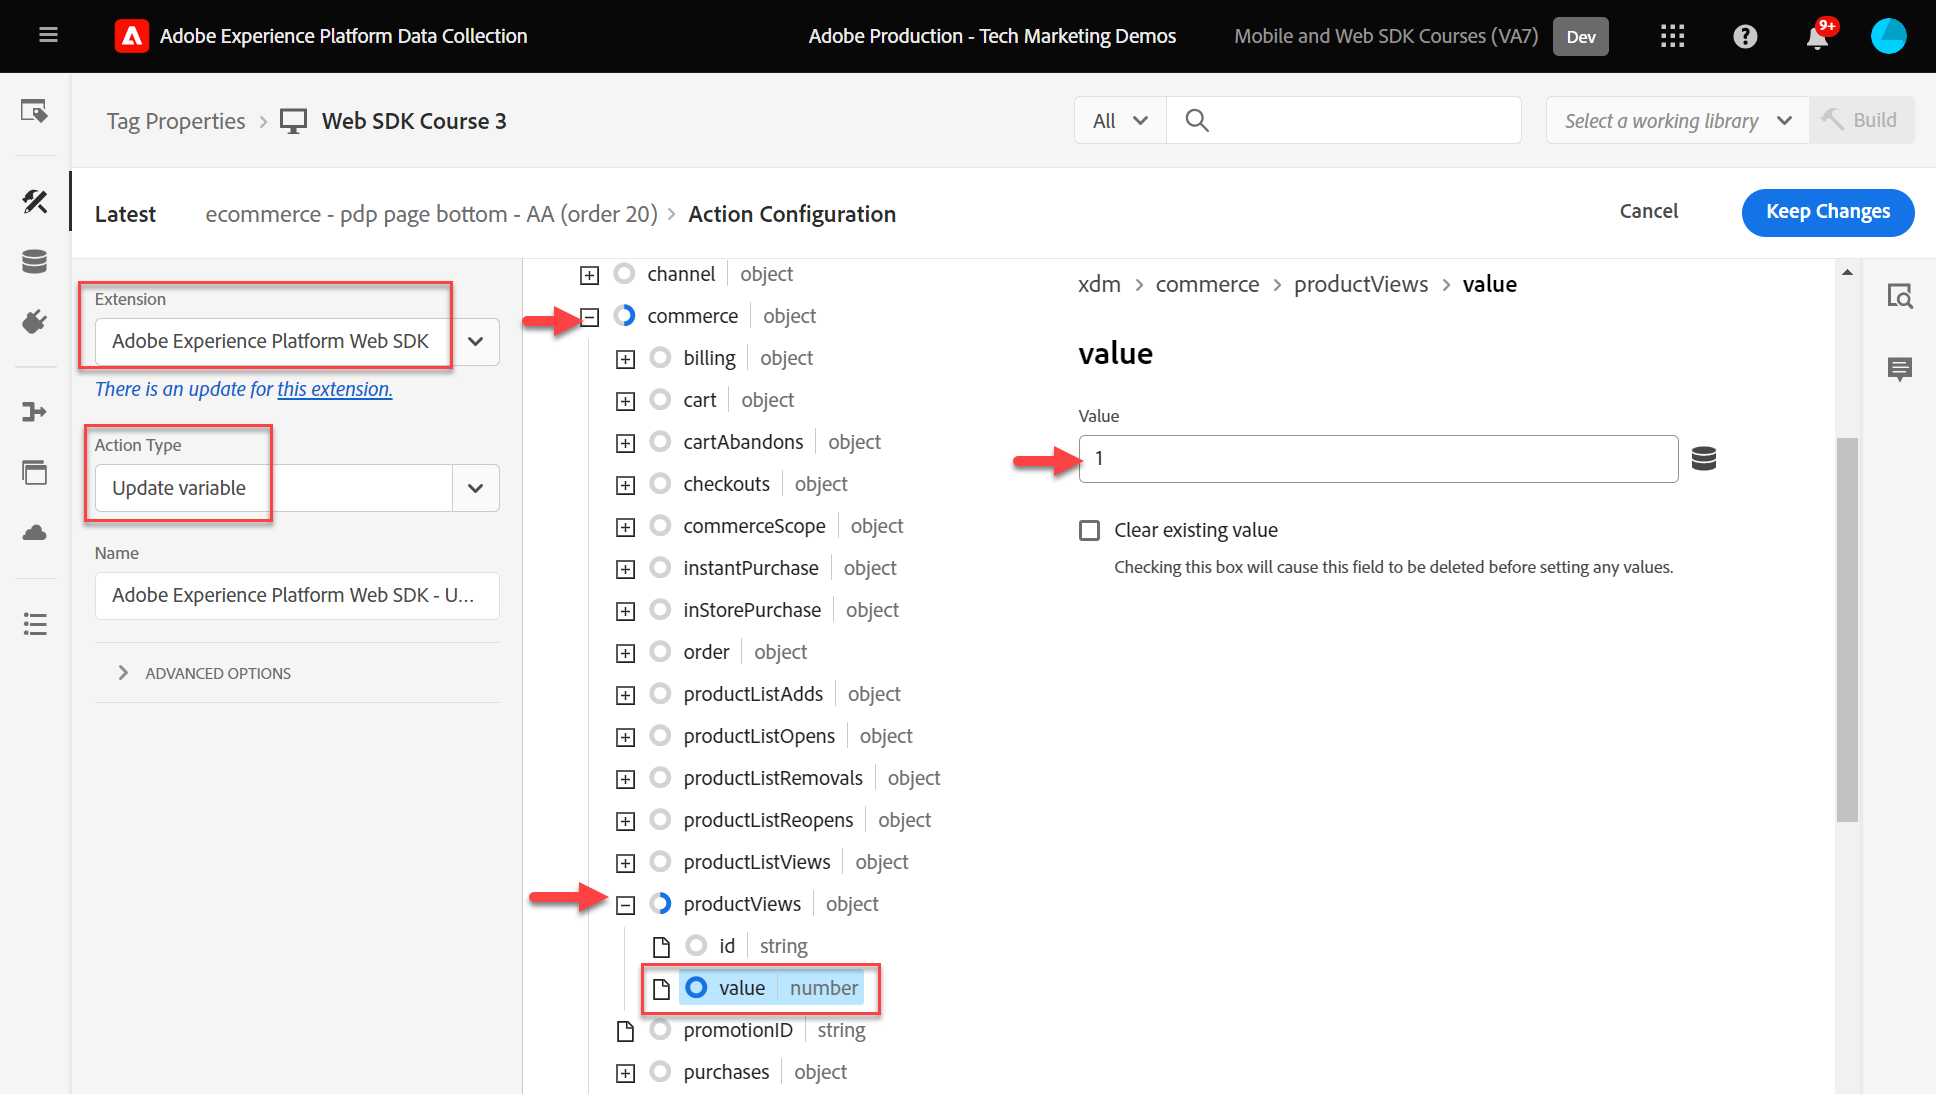 Adobe Experience Platform Data Collection
Adobe Production - Tech Marketing Demos
Mobile and Web SDK Courses (VA7)
Dev
9+
Tag Properties > Web SDK Course 3
All
Select a working library
Build
Latest
ecommerce - pdp page bottom - AA (order 20) > Action Configuration
Cancel
Keep Changes
Extension
Adobe Experience Platform Web SDK
There is an update for this extension.
Action Type
Update variable
Name
Adobe Experience Platform Web SDK - U...
ADVANCED OPTIONS
channel object
commerce object
billing object
cart object
cartAbandons object
checkouts object
commerceScope object
instantPurchase object
inStorePurchase object
order object
productListAdds object
productListOpens object
productListRemovals object
productListReopens object
productListViews object
productViews object
id string
value number
promotionID string
purchases object
xdm > commerce > productViews > value
value
Value
1
Clear existing value
Checking this box will cause this field to be deleted before setting any values.